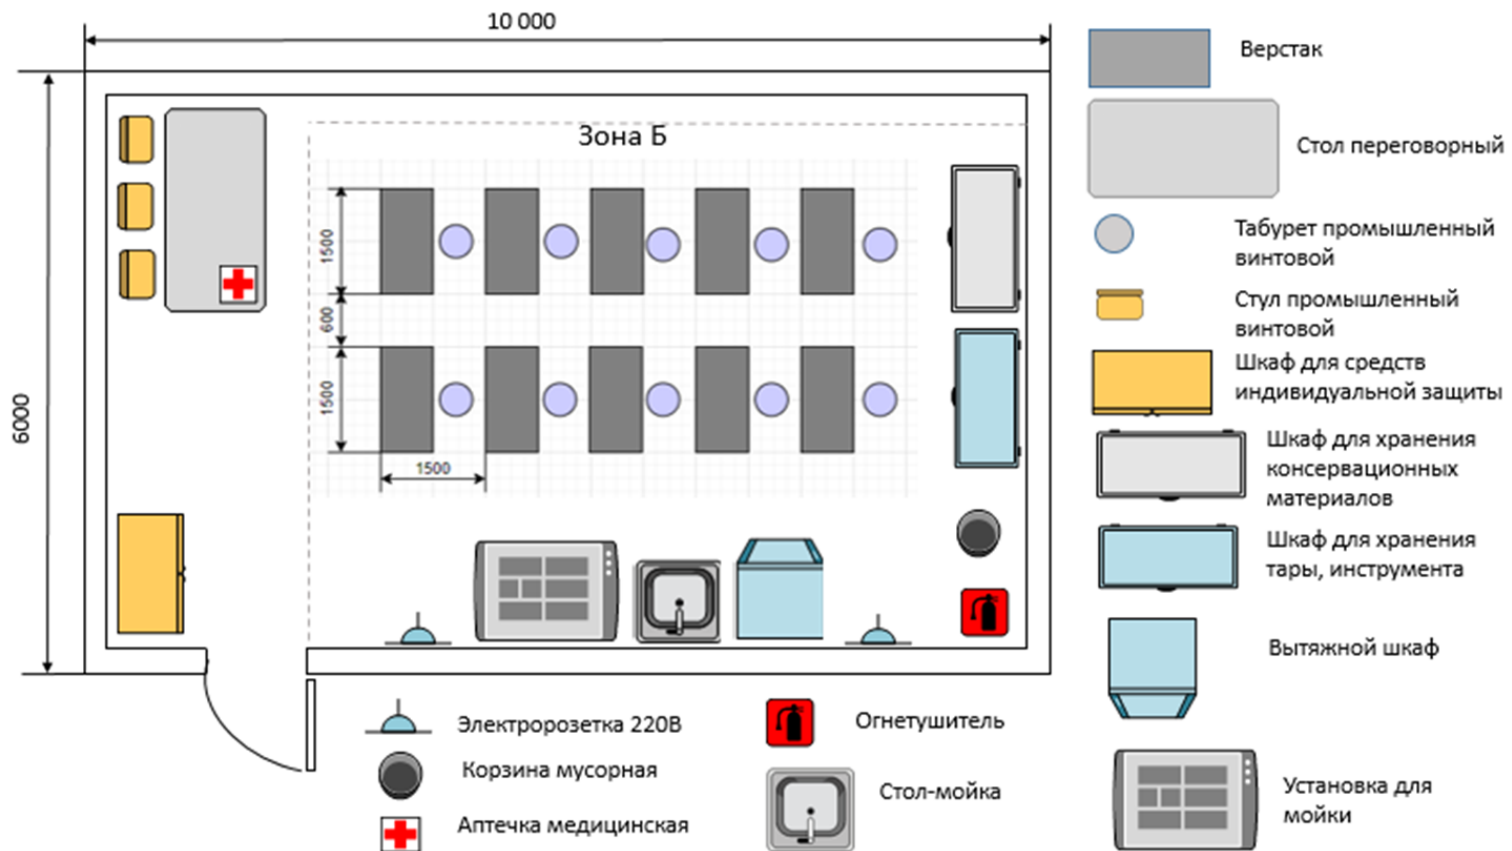 10 000
6000
Зона Б
1500
600
1500
1500
Верстак
Стол переговорный
Табурет промышленный
винтовой
Стул промышленный
винтовой
Шкаф для средств
индивидуальной защиты
Шкаф для хранения
консервационных
материалов
Шкаф для хранения
тары, инструмента
Вытяжной шкаф
Установка для
мойки
Электророзетка 220В
Корзина мусорная
Аптечка медицинская
Огнетушитель
Стол-мойка